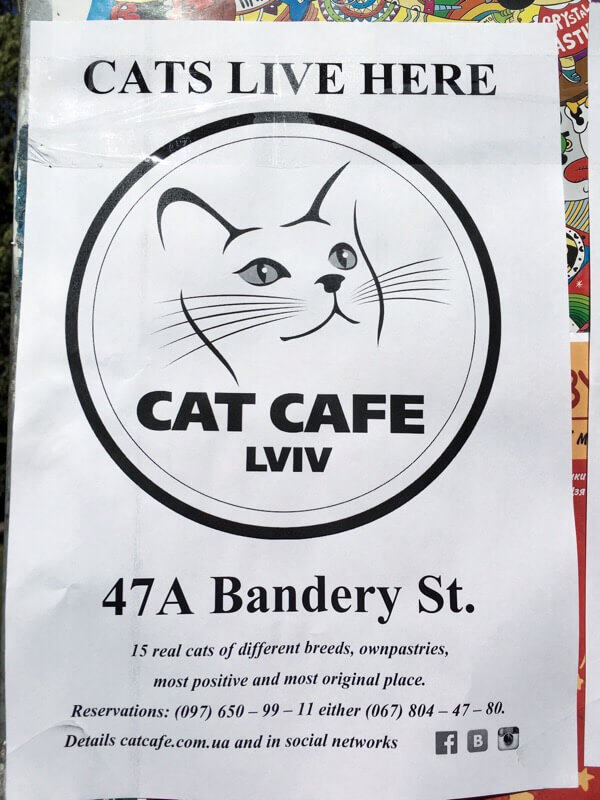 CATS LIVE HERE
CAT CAFE
LVIV
47A Bandery St.
15 real cats of different breeds, ownpastries,
most positive and most original place.
Reservations: (097) 650 – 99 – 11 either (067) 804 – 47 – 80.
Details catcafe.com.ua and in social networks